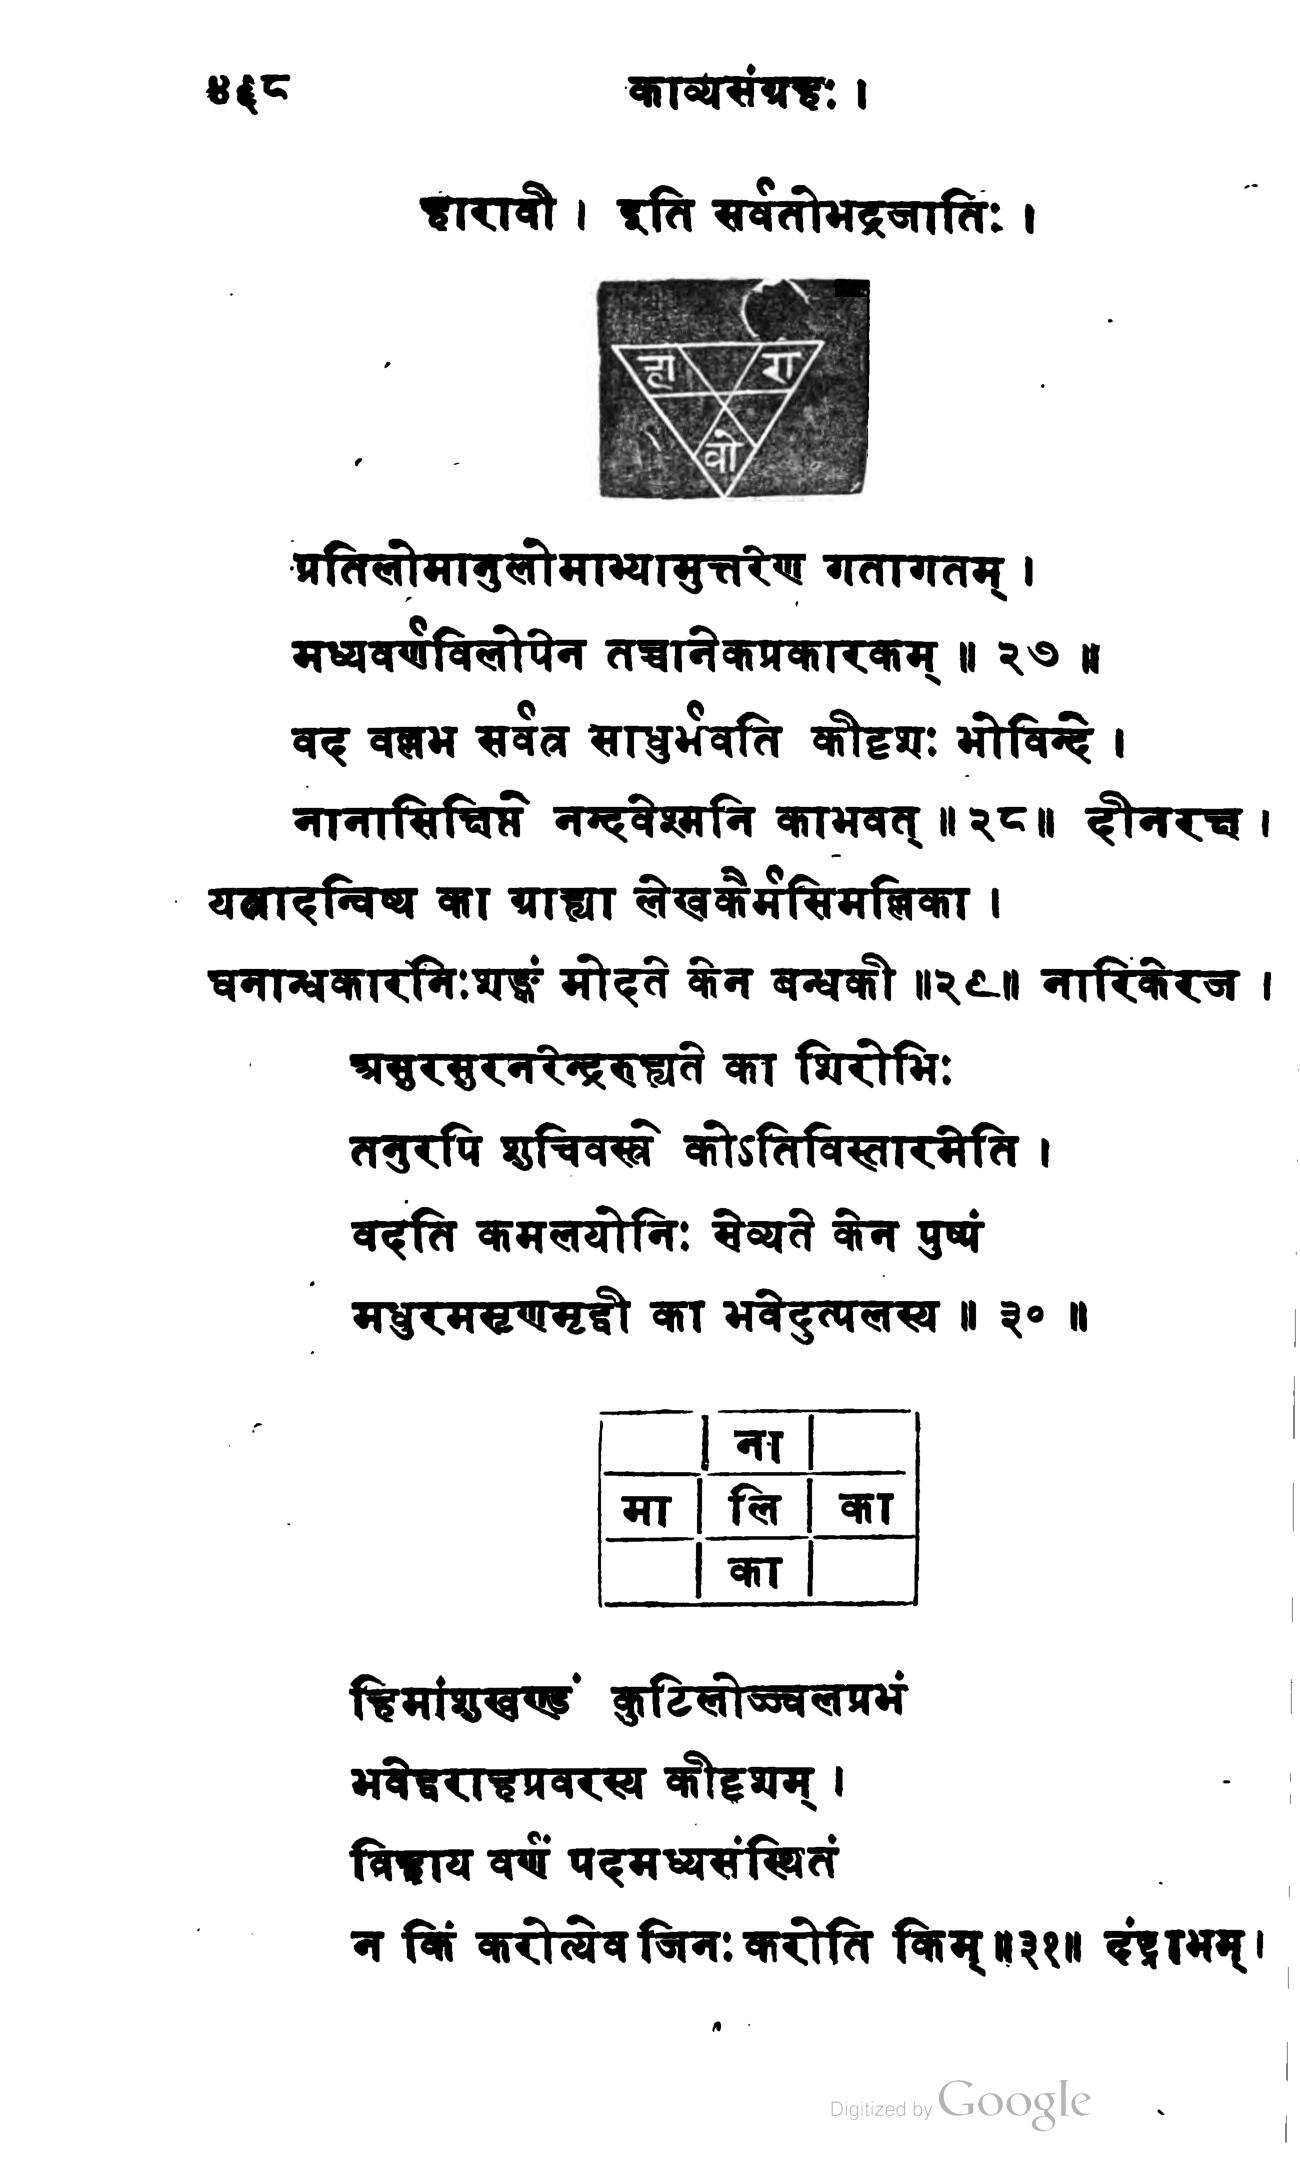 ४६८ काव्यसंग्रहः ।
हारावी । इति सर्वतोभद्रजातिः ।
हा रा
वी
प्रतिलोमानुलोमाभ्यामुत्तरेण गतागतम् ।
मध्यवर्णविलोपेन तच्चानेकप्रकारकम् ॥ २७ ॥
वद वल्लभ सर्वत्र साधुर्भवति कीदृशः भोविन्दे ।
नानासिच्चिप्ते नन्दवेश्मनि काभवत् ॥ २८ ॥ दीनरच्च ।
यत्नादन्विष्य का ग्राह्या लेखकैर्मसिमल्लिका ।
घनान्धकारनिःशङ्कं मोदते केन बन्धकी ॥२९॥ नारिकेरज ।
असुरसुरनरेन्द्ररुह्यते का शिरोभिः
तनुरपि शुचिवस्त्रे कोऽतिविस्तारमेति ।
वदति कमलयोनिः सेव्यते केन पुष्पं
मधुरमसृणमृद्वी का भवेदुत्पलस्य ॥ ३० ॥
ना
मा लि का
का
हिमांशुखण्डं कुटिलोज्ज्वलप्रभं
भवेद्वराहप्रवरस्य कीदृशम् ।
विहाय वर्णं पदमध्यसंस्थितं
न किं करोत्येव जिनः करोति किम् ॥३१॥ दंष्ट्राभम् ।
Digitized by Google